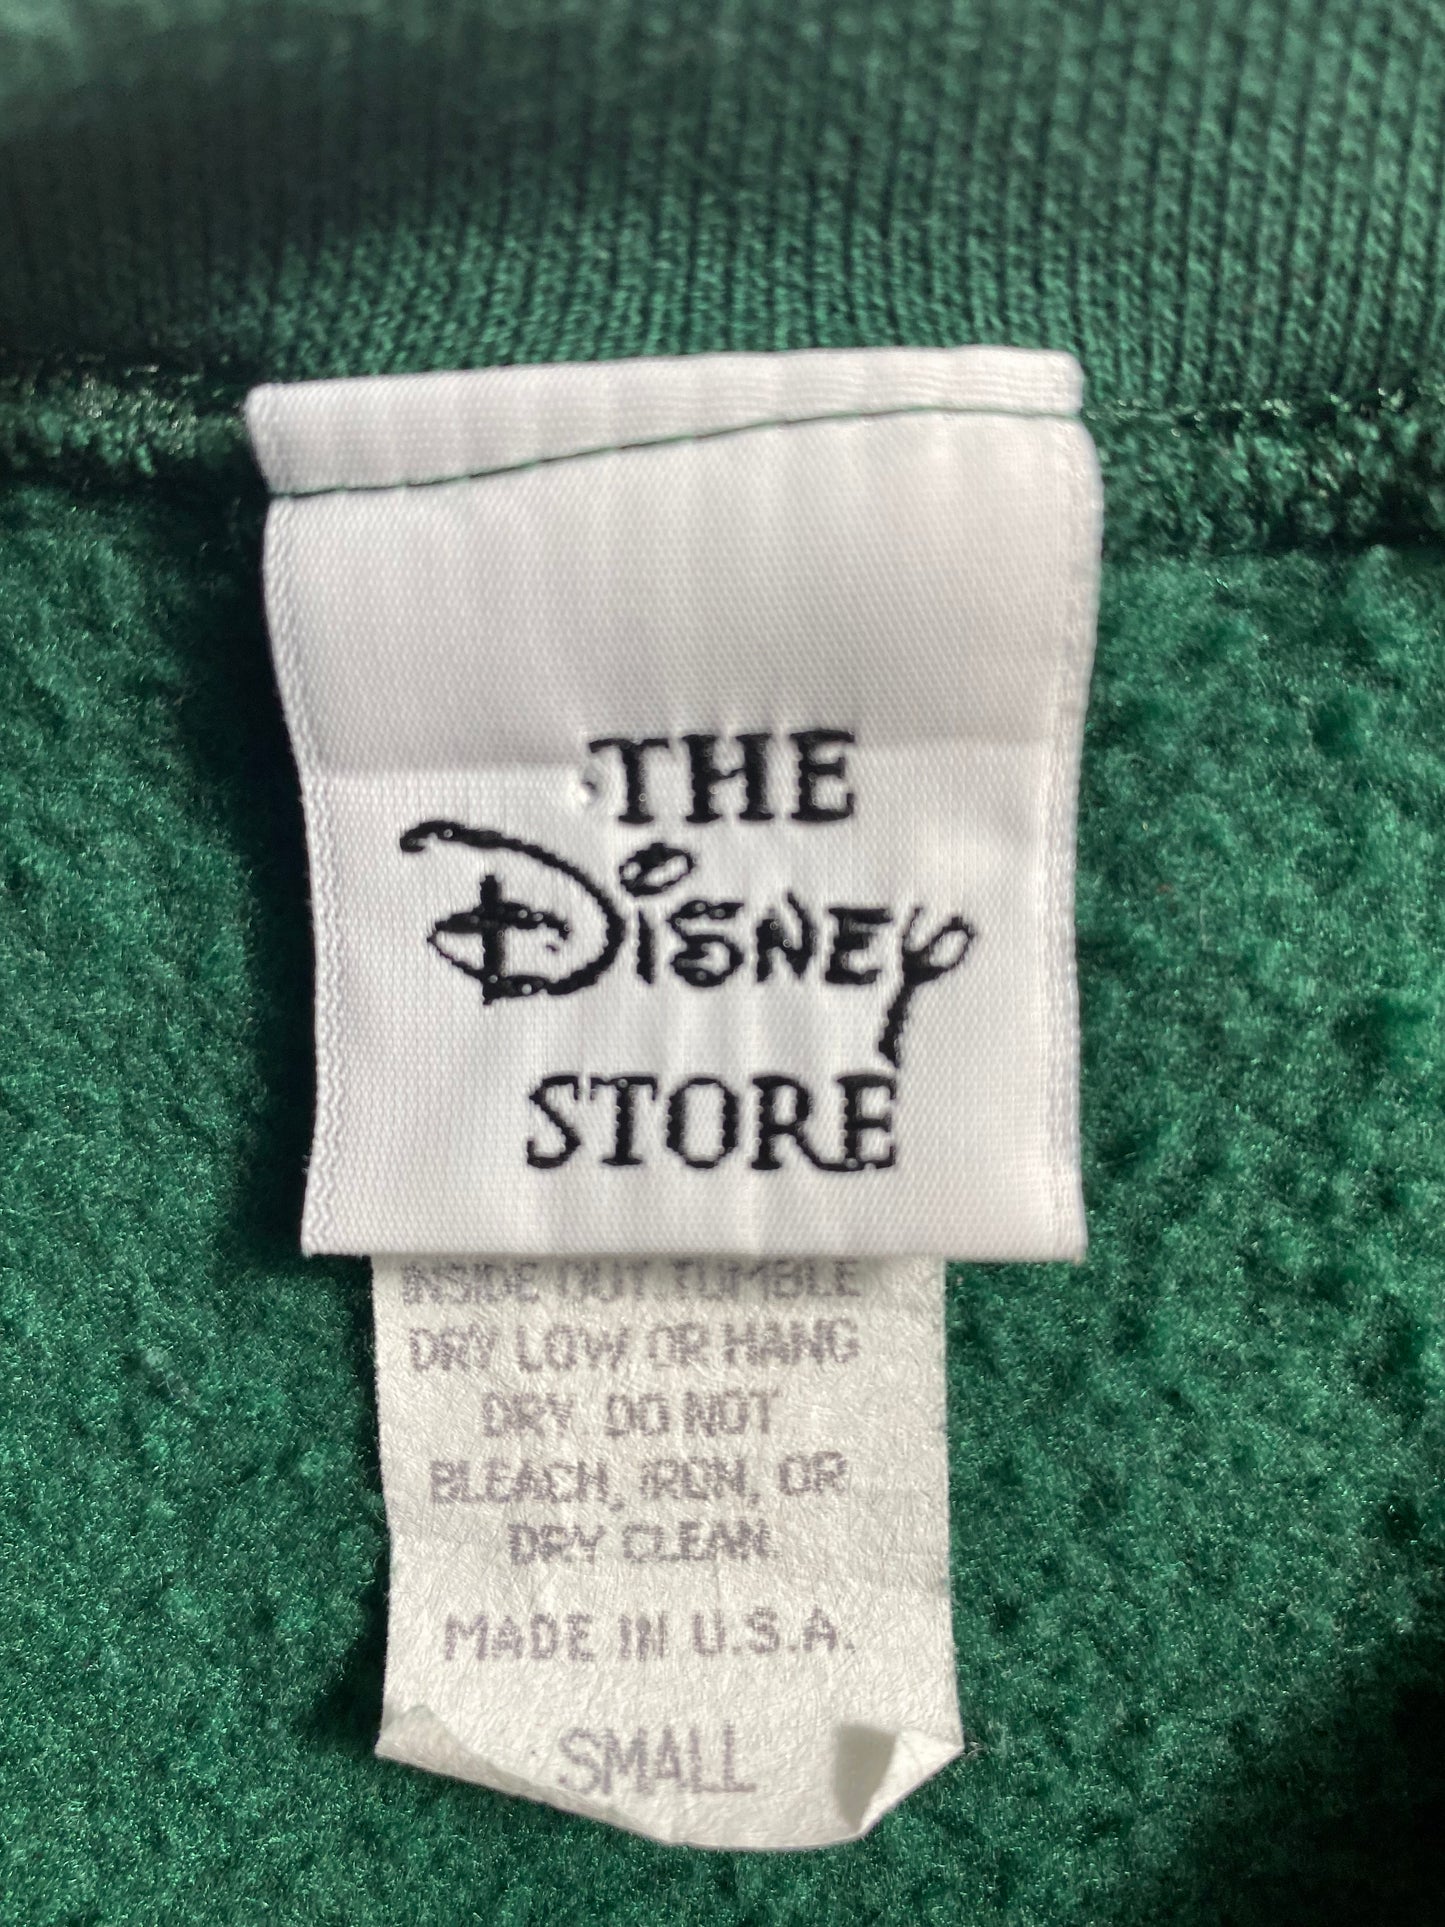 THE
DISNEY
STORE
INSIDE OUT TUMBLE
DRY LOW OR HANG
DRY. DO NOT
BLEACH, IRON, OR
DRY CLEAN.
MADE IN U.S.A.
SMALL